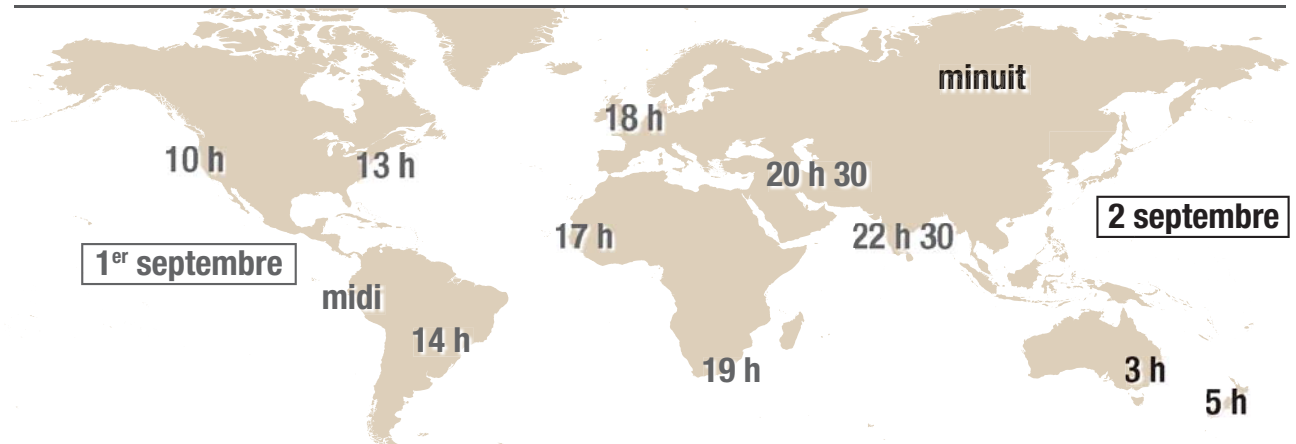 minuit
18 h
10 h
13 h
20 h 30
2 septembre
17 h
22 h 30
1er septembre
midi
14 h
19 h
3 h
5 h